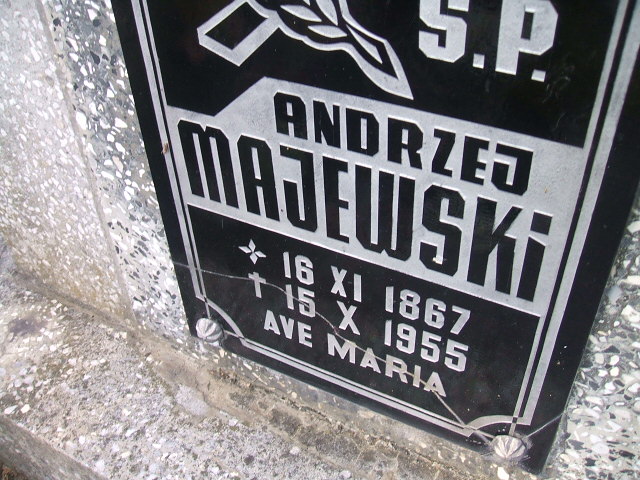 Ś.P.
ANDRZEJ
MAJEWSKI
16 XI 1867
✝ 15 X 1955
AVE MARIA